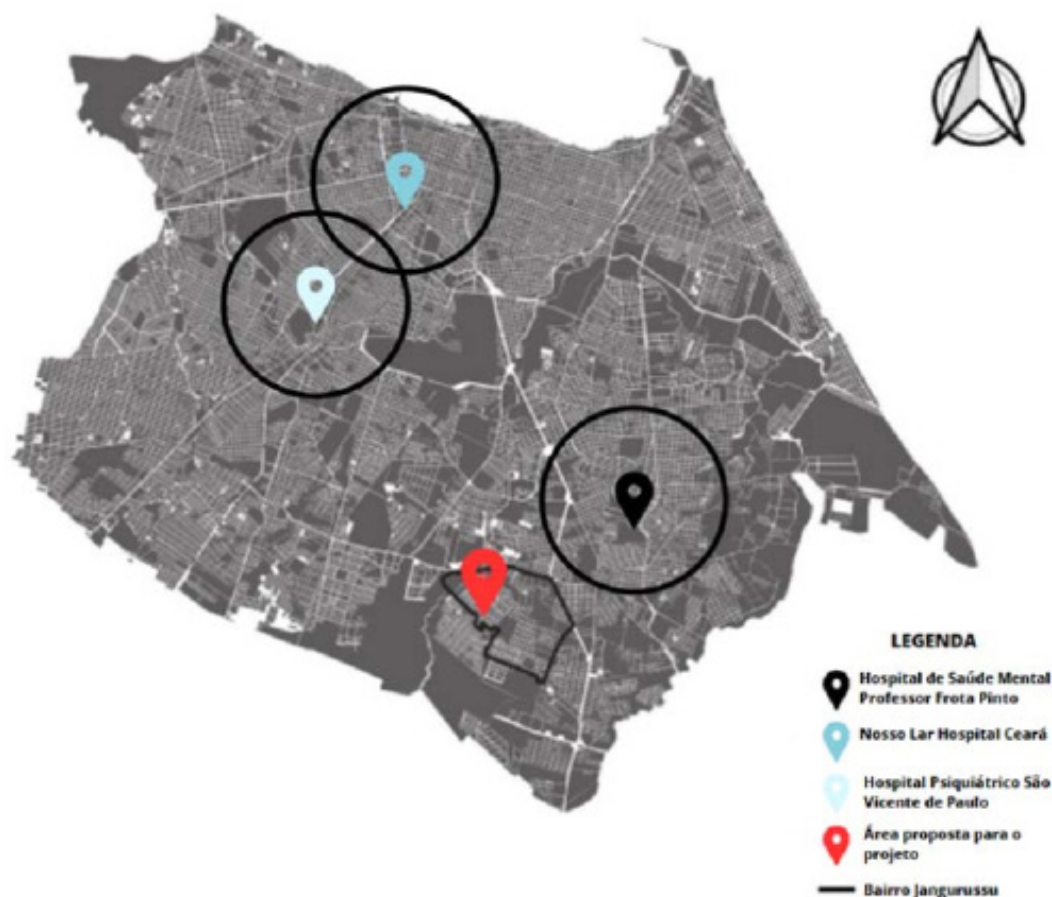 LEGENDA
Hospital de Saúde Mental
Professor Frota Pinto
Nosso Lar Hospital Ceará
Hospital Psiquiátrico São
Vicente de Paulo
Área proposta para o
projeto
Bairro Jangurussu